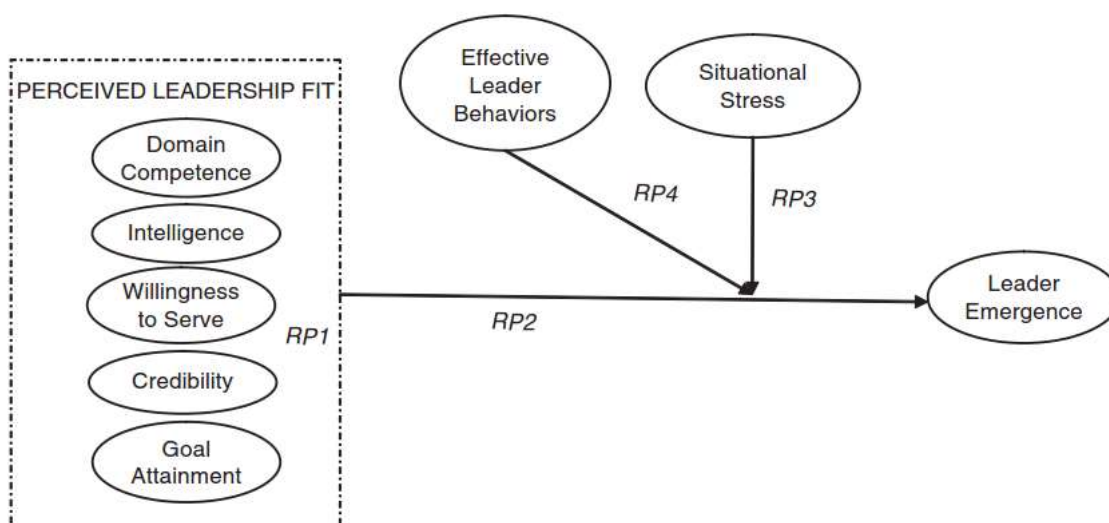 PERCEIVED LEADERSHIP FIT
Domain
Competence
Intelligence
Willingness
to Serve
Credibility
Goal
Attainment
RP1
RP2
Effective
Leader
Behaviors
RP4
Situational
Stress
RP3
Leader
Emergence